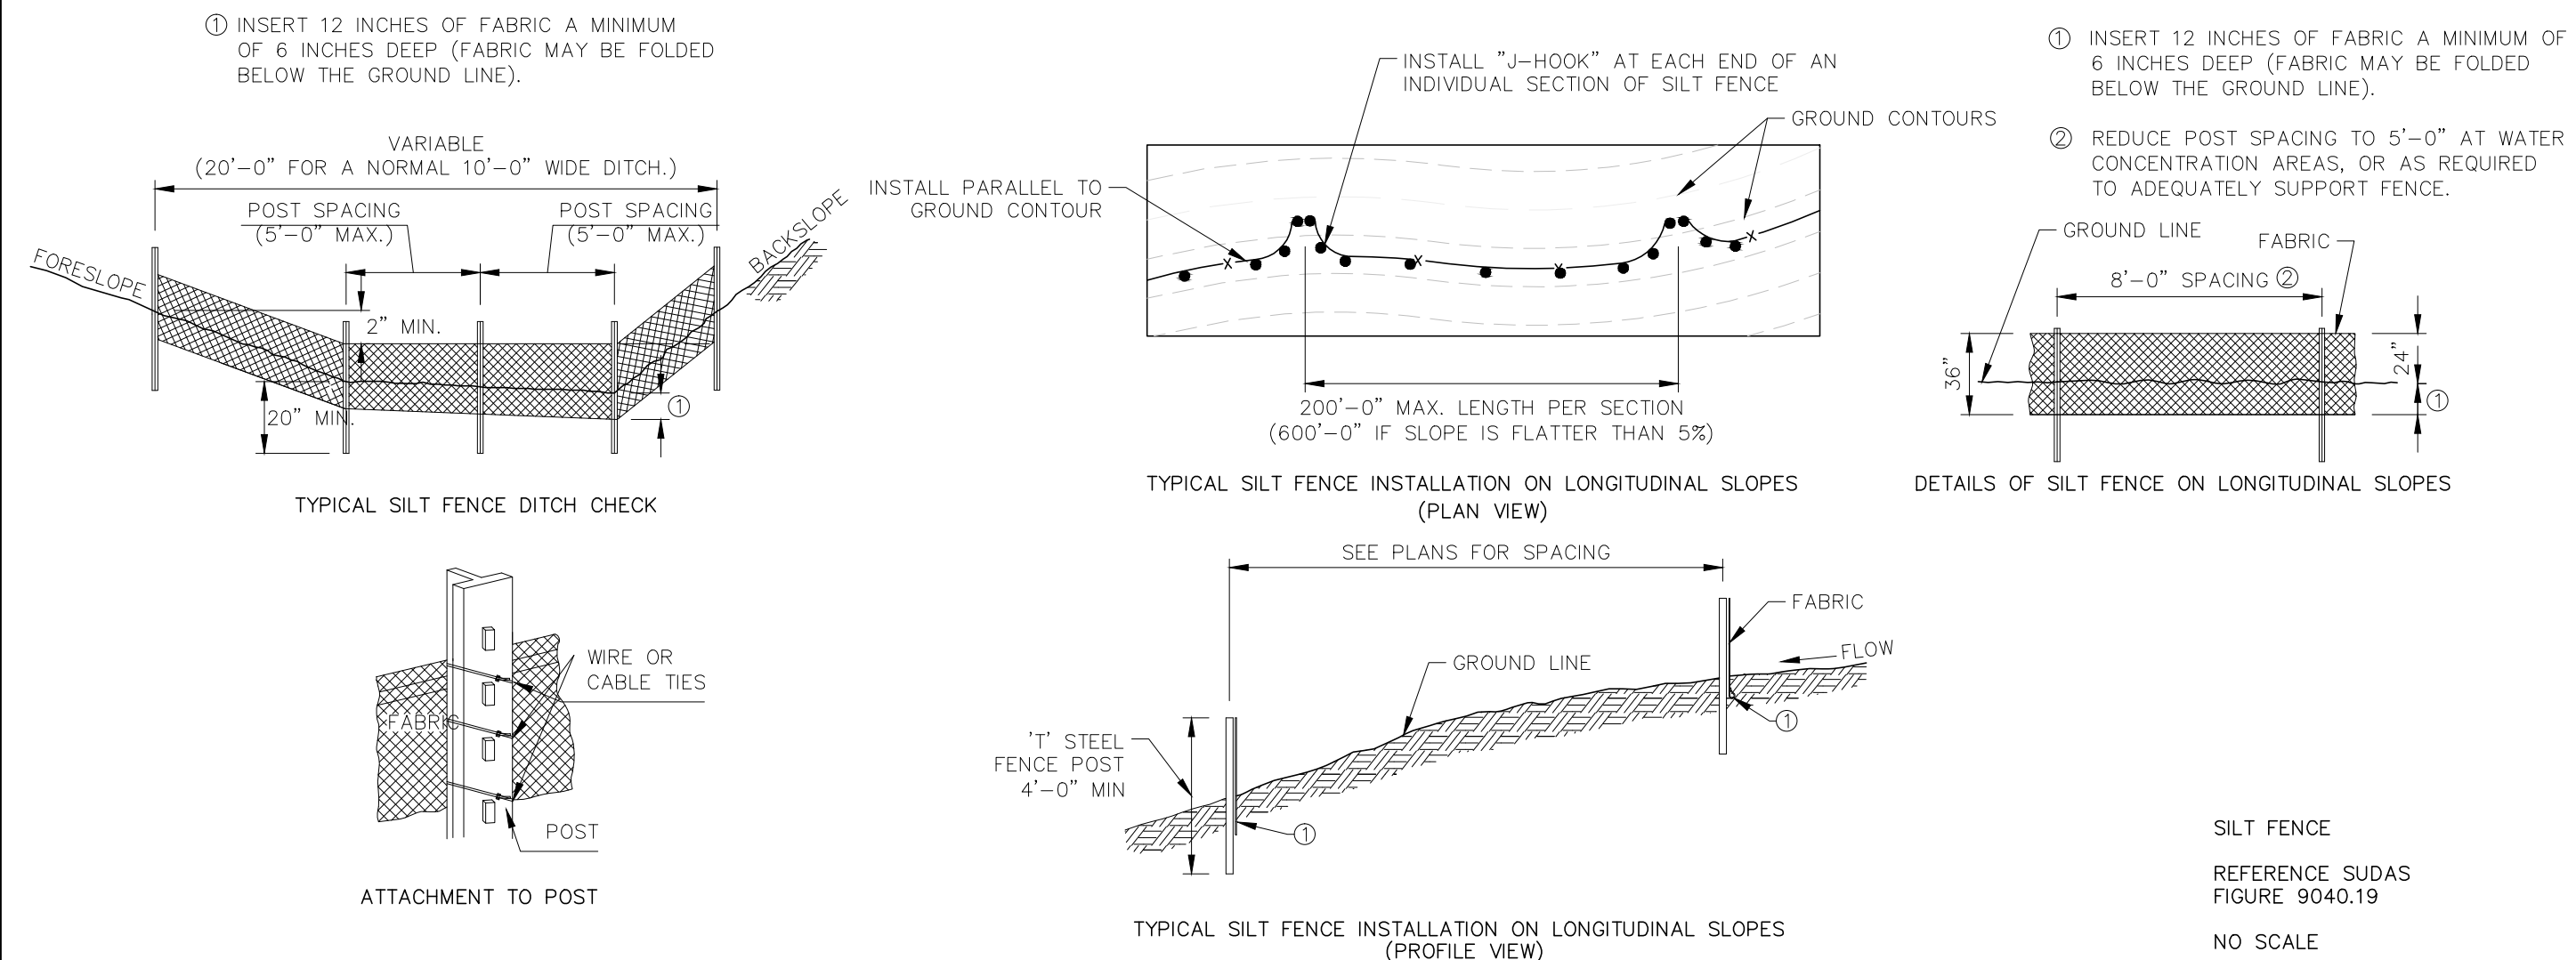 ① INSERT 12 INCHES OF FABRIC A MINIMUM
OF 6 INCHES DEEP (FABRIC MAY BE FOLDED
BELOW THE GROUND LINE).
VARIABLE
(20'-0" FOR A NORMAL 10'-0" WIDE DITCH.)
POST SPACING
(5'-0" MAX.)
POST SPACING
(5'-0" MAX.)
FORESLOPE
BACKSLOPE
2" MIN.
20" MIN.
①
TYPICAL SILT FENCE DITCH CHECK
INSTALL "J-HOOK" AT EACH END OF AN
INDIVIDUAL SECTION OF SILT FENCE
GROUND CONTOURS
INSTALL PARALLEL TO
GROUND CONTOUR
X
X
X
X
200'-0" MAX. LENGTH PER SECTION
(600'-0" IF SLOPE IS FLATTER THAN 5%)
TYPICAL SILT FENCE INSTALLATION ON LONGITUDINAL SLOPES
(PLAN VIEW)
① INSERT 12 INCHES OF FABRIC A MINIMUM OF
6 INCHES DEEP (FABRIC MAY BE FOLDED
BELOW THE GROUND LINE).
② REDUCE POST SPACING TO 5'-0" AT WATER
CONCENTRATION AREAS, OR AS REQUIRED
TO ADEQUATELY SUPPORT FENCE.
GROUND LINE
FABRIC
8'-0" SPACING ②
36"
24"
①
DETAILS OF SILT FENCE ON LONGITUDINAL SLOPES
WIRE OR
CABLE TIES
FABRIC
POST
ATTACHMENT TO POST
SEE PLANS FOR SPACING
FABRIC
FLOW
GROUND LINE
①
'T' STEEL
FENCE POST
4'-0" MIN
①
TYPICAL SILT FENCE INSTALLATION ON LONGITUDINAL SLOPES
(PROFILE VIEW)
SILT FENCE
REFERENCE SUDAS
FIGURE 9040.19
NO SCALE